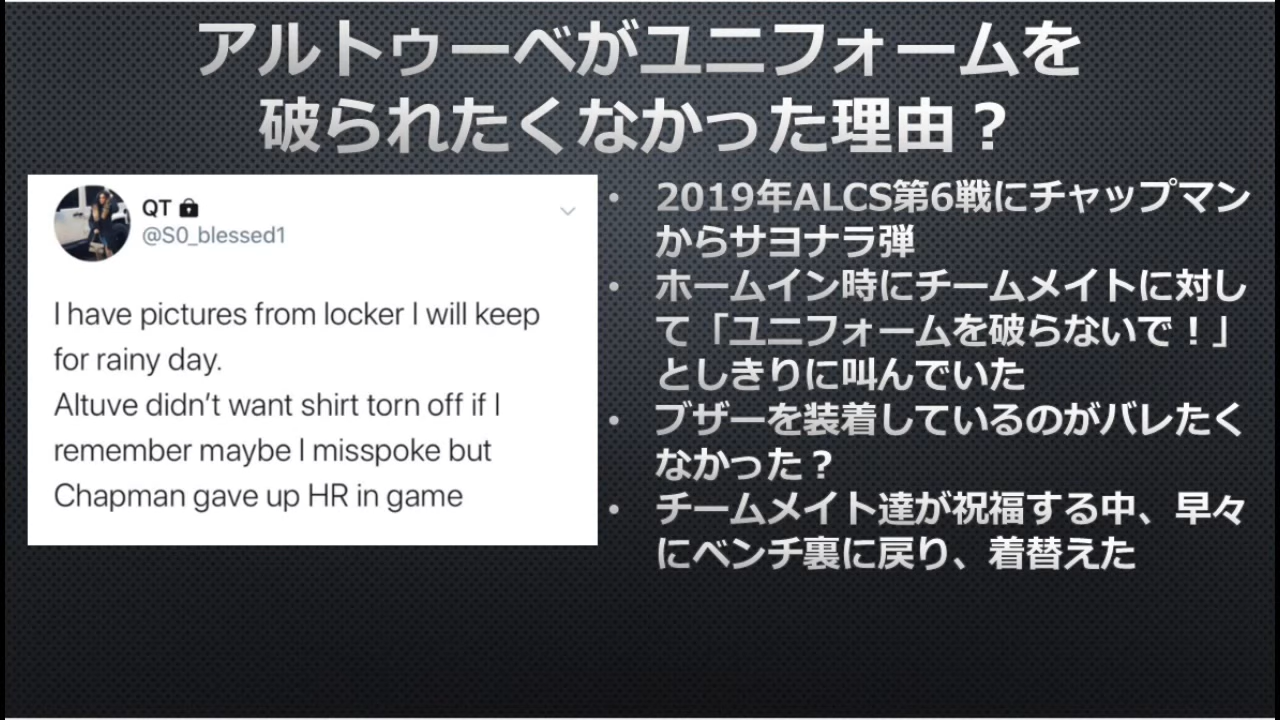 アルトゥーベがユニフォームを
破られたくなかった理由？
QT
@S0_blessed1
I have pictures from locker I will keep
for rainy day.
Altuve didn't want shirt torn off if I
remember maybe I misspoke but
Chapman gave up HR in game
• 2019年ALCS第6戦にチャップマン
からサヨナラ弾
• ホームイン時にチームメイトに対し
て「ユニフォームを破らないで！」
としきりに叫んでいた
• ブザーを装着しているのがバレたく
なかった？
• チームメイト達が祝福する中、早々
にベンチ裏に戻り、着替えた